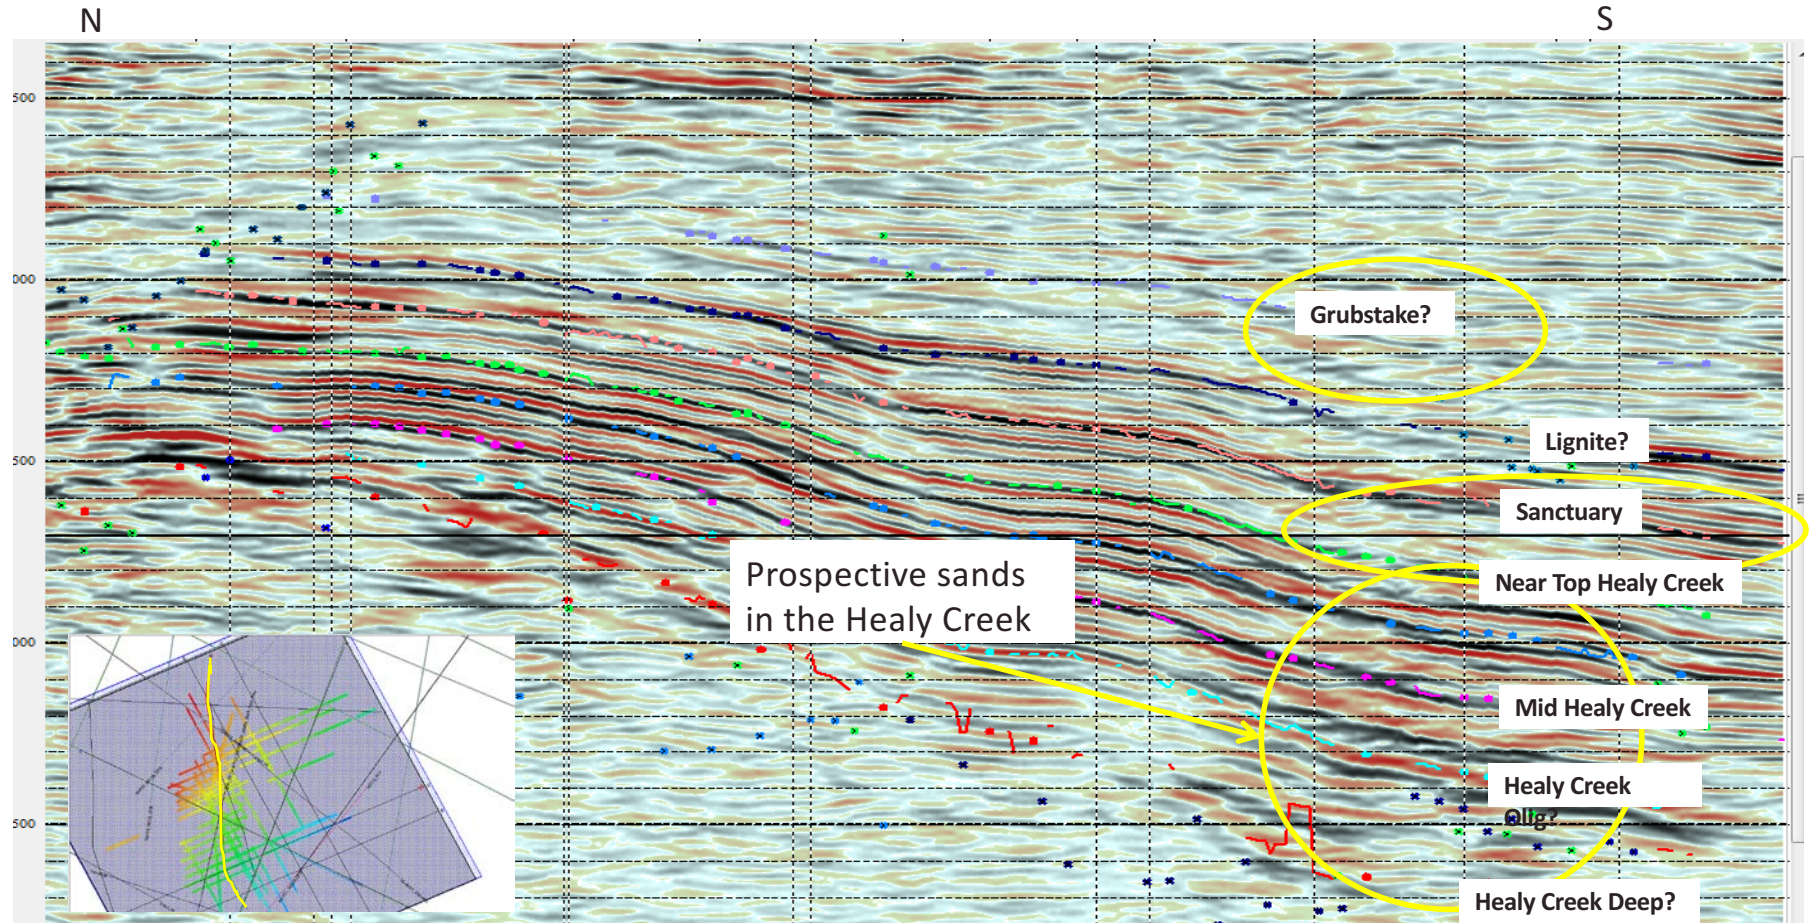 N
S
500
000
Grubstake?
Lignite?
500
Sanctuary
Prospective sands
in the Healy Creek
Near Top Healy Creek
000
Mid Healy Creek
Healy Creek
Olig?
500
Healy Creek Deep?